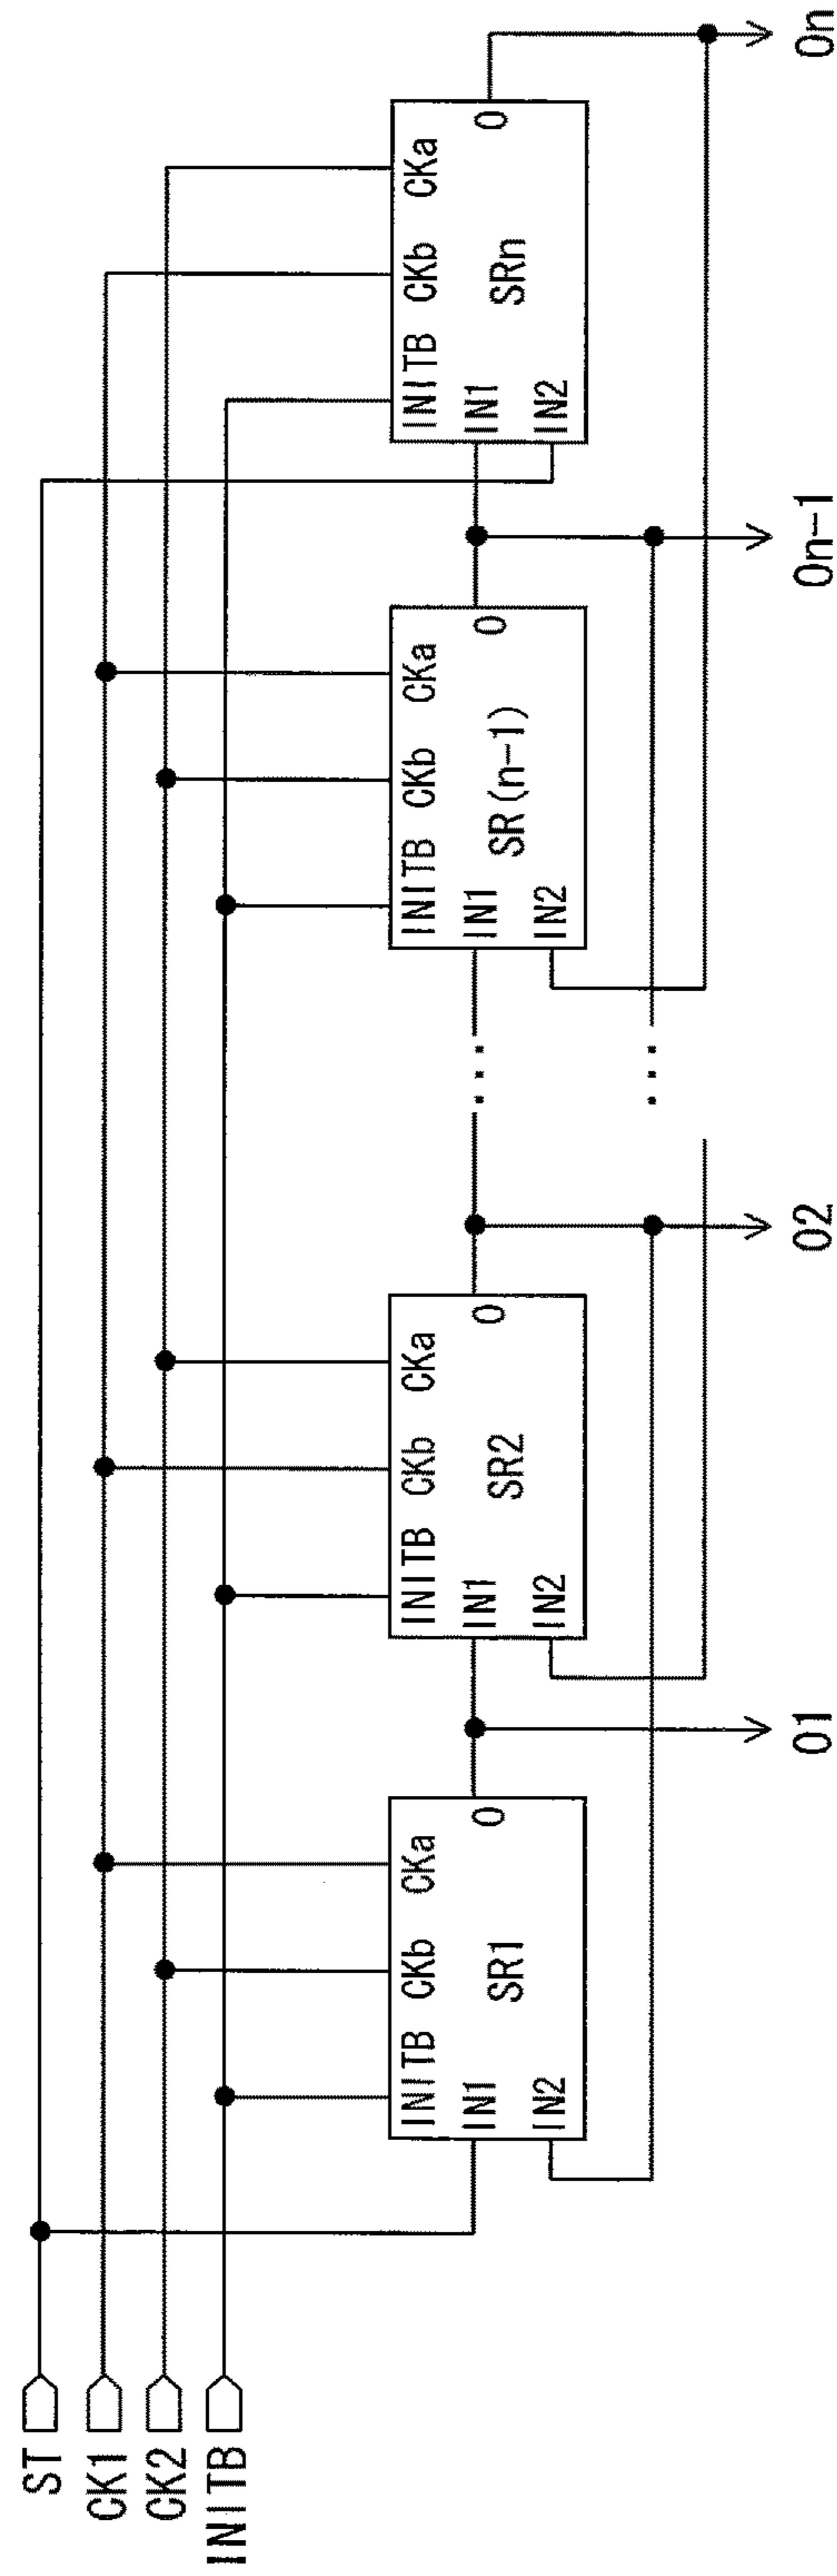 ST
CK1
CK2
INITB
INITB CKb CKa
IN1 SR1 O
IN2
INITB CKb CKa
IN1 SR2 O
IN2
...
...
INITB CKb CKa
IN1 SR(n-1) O
IN2
INITB CKb CKa
IN1 SRn O
IN2
O1
O2
On-1
On